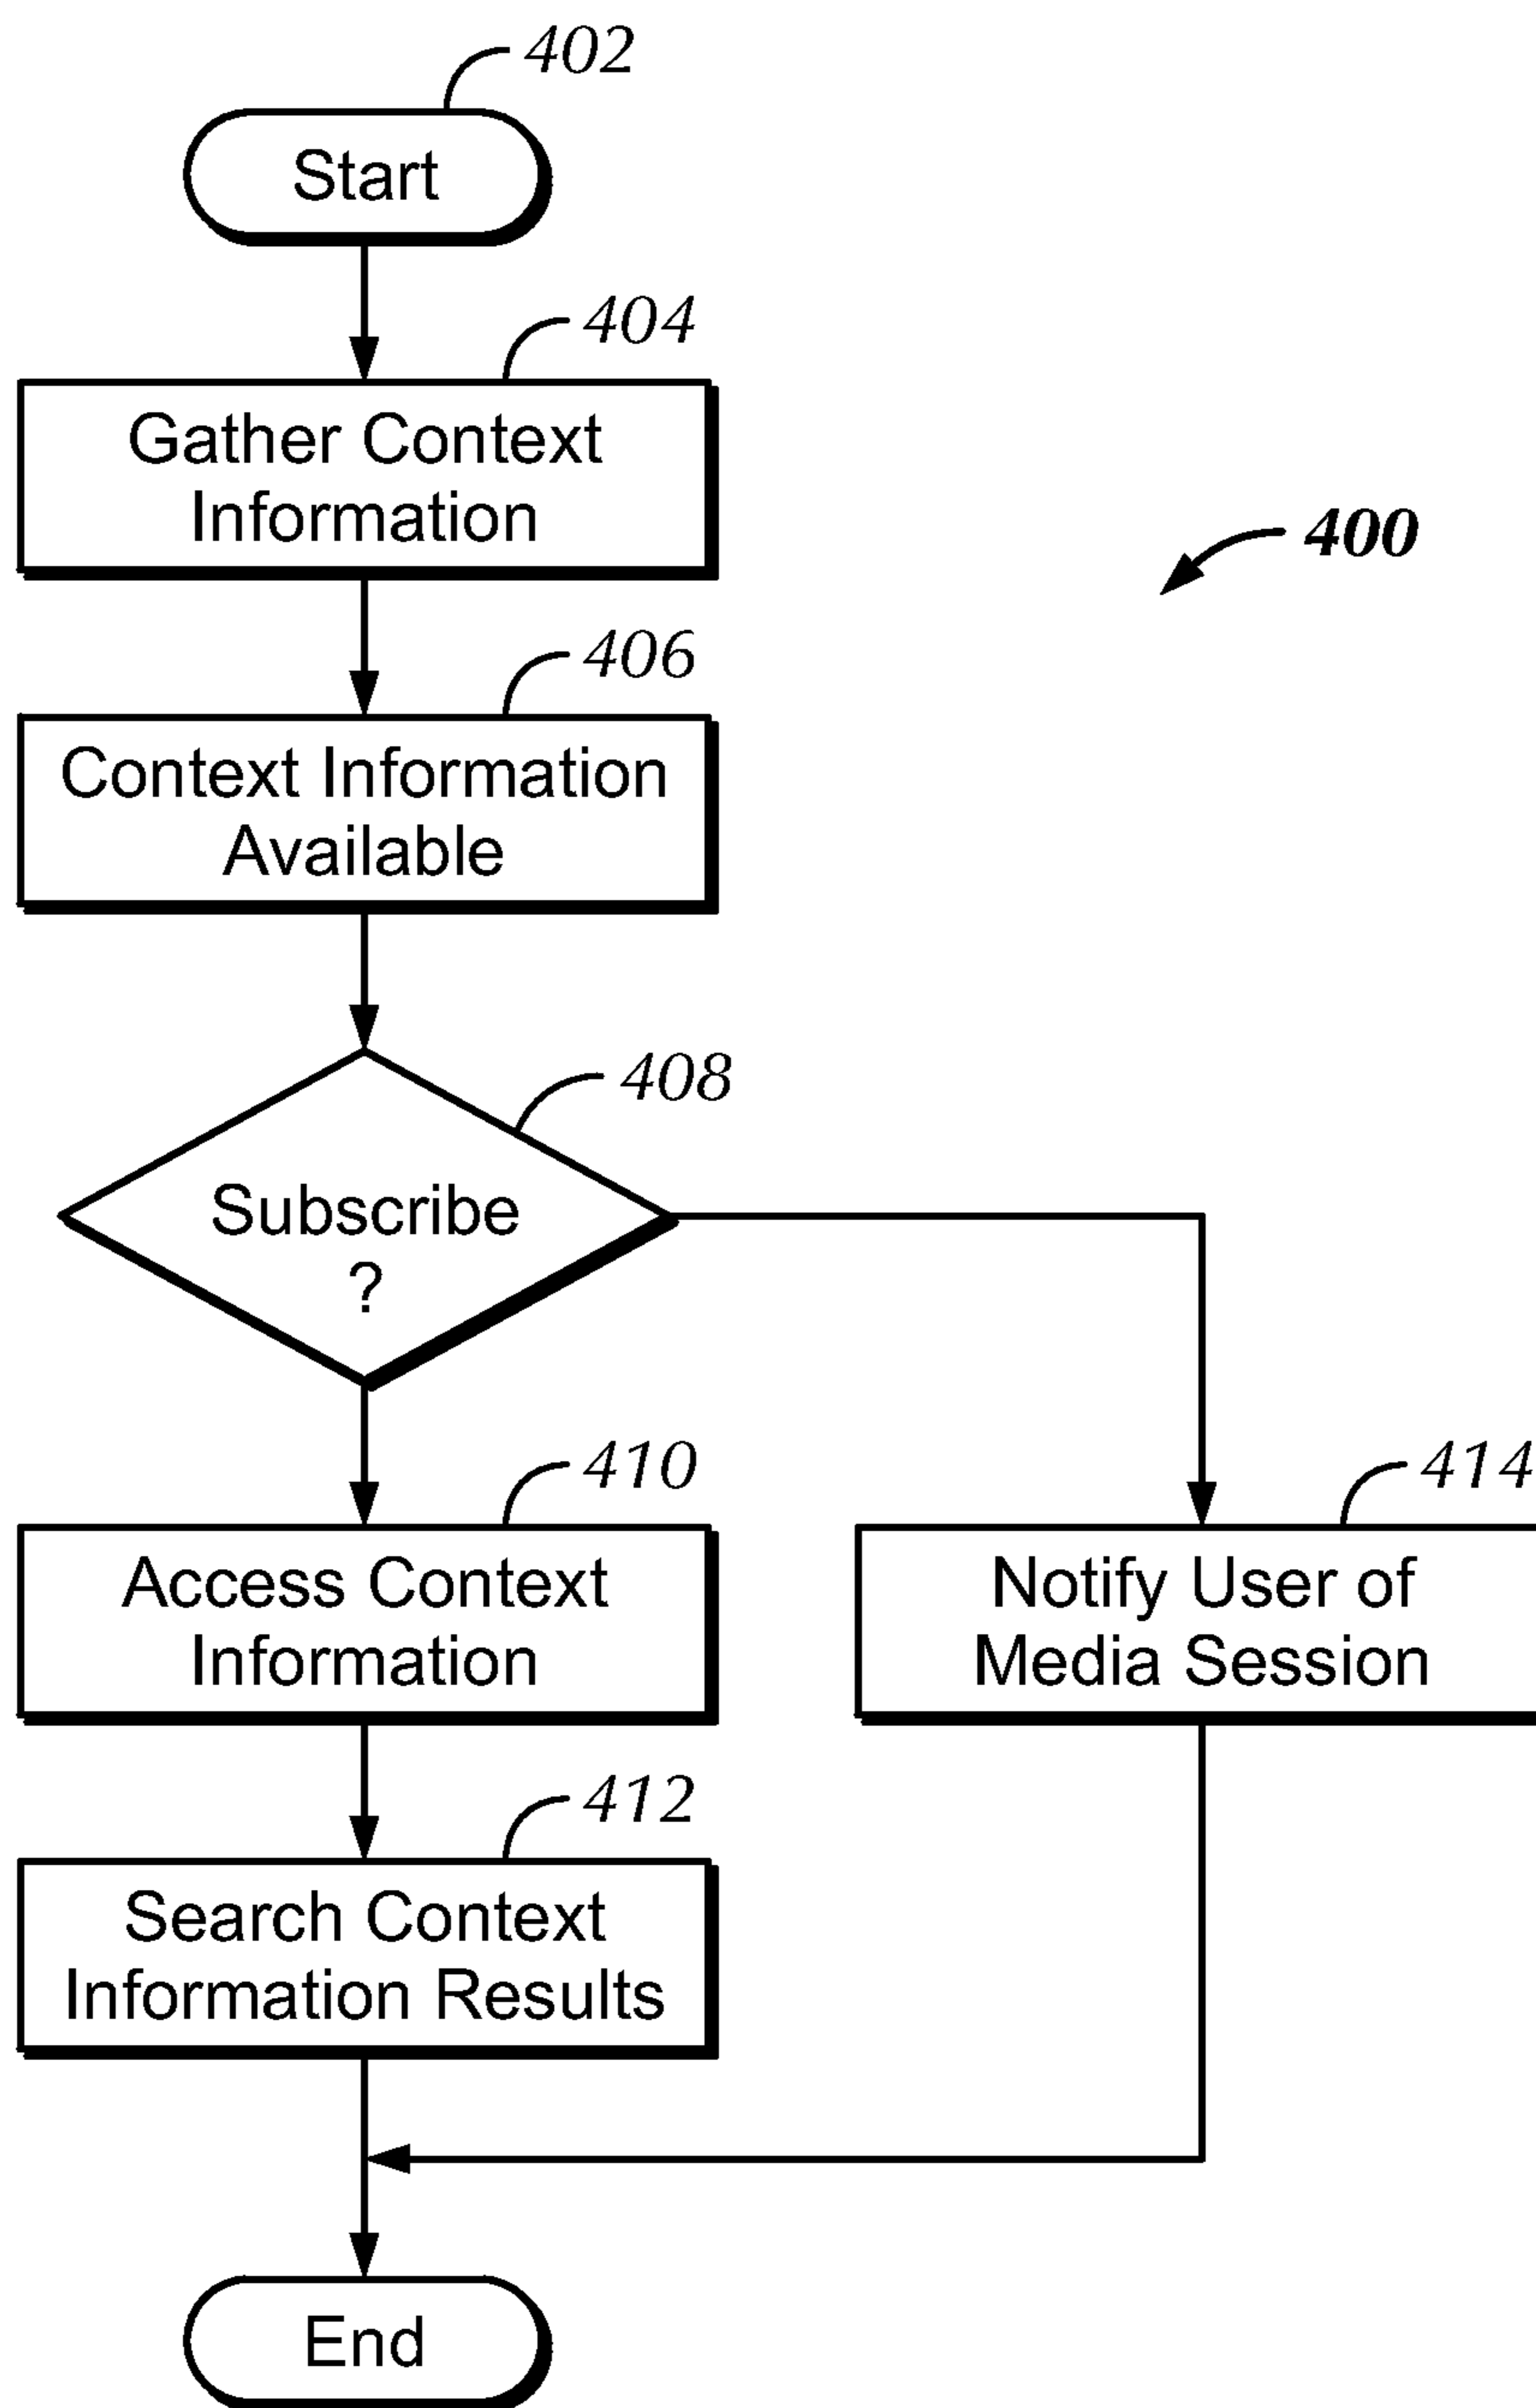 402
Start
404
Gather Context
Information
400
406
Context Information
Available
408
Subscribe
?
410
Access Context
Information
414
Notify User of
Media Session
412
Search Context
Information Results
End